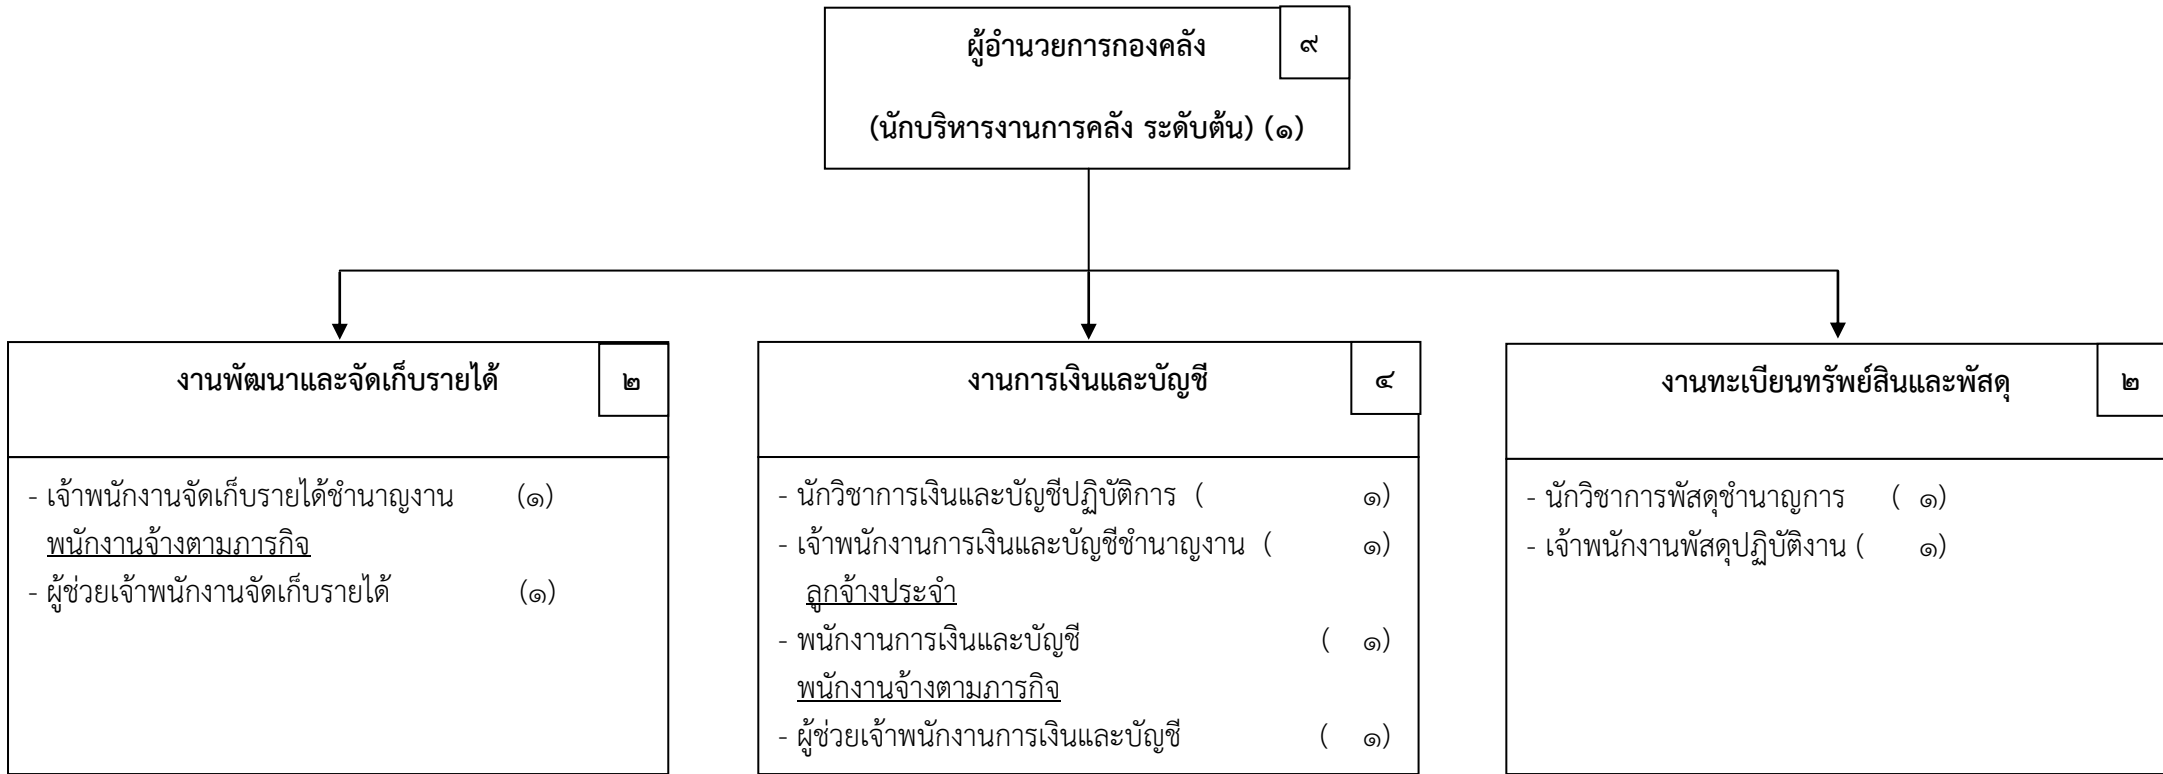 ผู้อำนวยการกองคลัง ๙
(นักบริหารงานการคลัง ระดับต้น) (๑)
งานพัฒนาและจัดเก็บรายได้ ๒
- เจ้าพนักงานจัดเก็บรายได้ชำนาญงาน (๑)
พนักงานจ้างตามภารกิจ
- ผู้ช่วยเจ้าพนักงานจัดเก็บรายได้ (๑)
งานการเงินและบัญชี ๔
- นักวิชาการเงินและบัญชีปฏิบัติการ ( ๑)
- เจ้าพนักงานการเงินและบัญชีชำนาญงาน ( ๑)
ลูกจ้างประจำ
- พนักงานการเงินและบัญชี ( ๑)
พนักงานจ้างตามภารกิจ
- ผู้ช่วยเจ้าพนักงานการเงินและบัญชี ( ๑)
งานทะเบียนทรัพย์สินและพัสดุ ๒
- นักวิชาการพัสดุชำนาญการ ( ๑)
- เจ้าพนักงานพัสดุปฏิบัติงาน ( ๑)